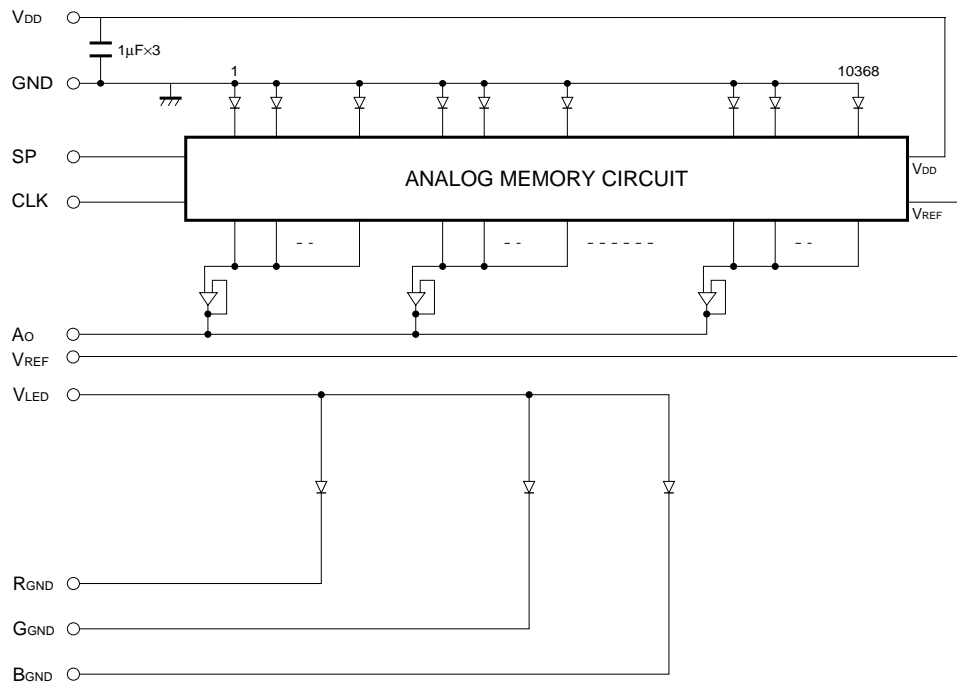 VDD
1μF×3
GND
1
10368
SP
ANALOG MEMORY CIRCUIT
VDD
CLK
VREF
- -
- -
- - - - - -
- -
AO
VREF
VLED
RGND
GGND
BGND